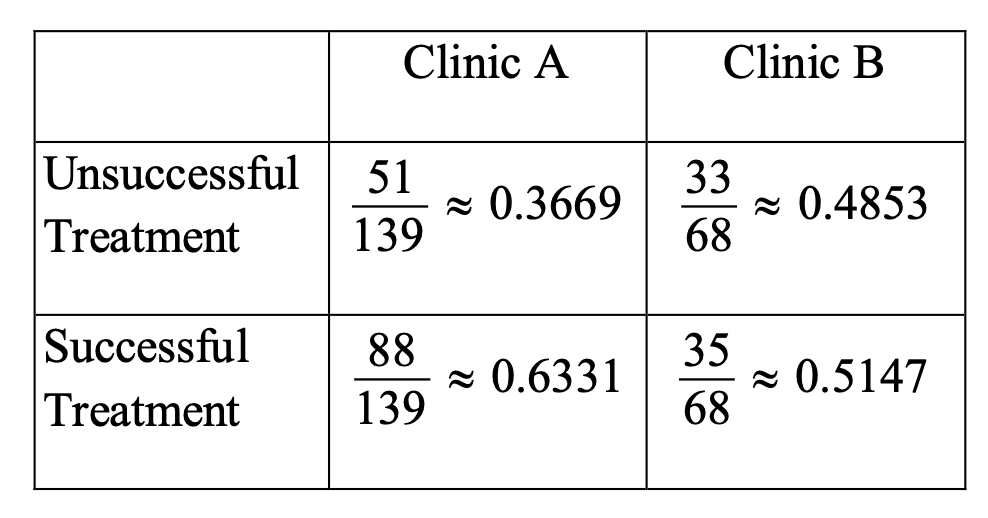 Clinic A Clinic B
Unsuccessful Treatment 51/139 ≈ 0.3669 33/68 ≈ 0.4853
Successful Treatment 88/139 ≈ 0.6331 35/68 ≈ 0.5147